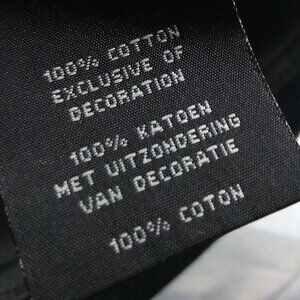 100% COTTON
EXCLUSIVE OF
DECORATION
100% KATOEN
MET UITZONDERING
VAN DECORATIE
100% COTON